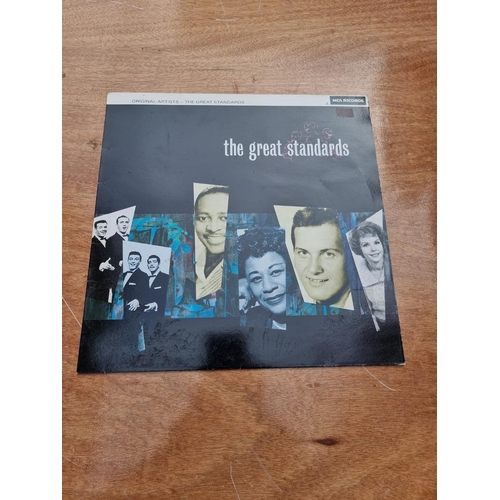 ORIGINAL ARTISTS - THE GREAT STANDARDS
MCA RECORDS
the great standards